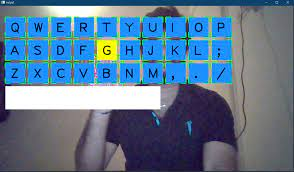 Q W E R T Y U I O P
A S D F G H J K L ;
Z X C V B N M , . /